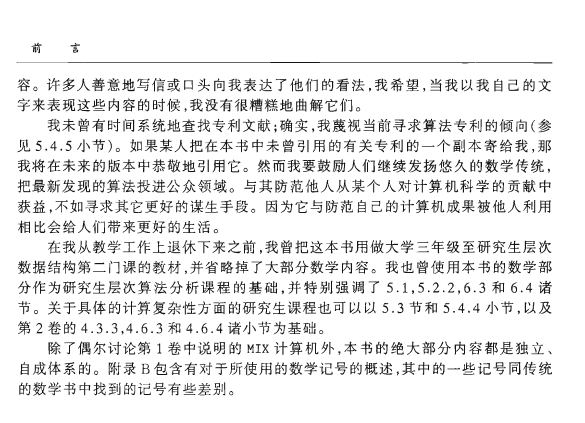 前 言
容。许多人善意地写信或口头向我表达了他们的看法,我希望,当我以我自己的文
字来表现这些内容的时候,我没有很糟糕地曲解它们。
我未曾有时间系统地查找专利文献;确实,我蔑视当前寻求算法专利的倾向(参
见 5.4.5 小节)。如果某人把在本书中未曾引用的有关专利的一个副本寄给我,那
我将在未来的版本中恭敬地引用它。然而我要鼓励人们继续发扬悠久的数学传统,
把最新发现的算法投进公众领域。与其防范他人从某个人对计算机科学的贡献中
获益,不如寻求其它更好的谋生手段。因为它与防范自己的计算机成果被他人利用
相比会给人们带来更好的生活。
在我从教学工作上退休下来之前,我曾把这本书用做大学三年级至研究生层次
数据结构第二门课的教材,并省略掉了大部分数学内容。我也曾使用本书的数学部
分作为研究生层次算法分析课程的基础,并特别强调了 5.1,5.2.2,6.3 和 6.4 诸
节。关于具体的计算复杂性方面的研究生课程也可以以 5.3 节和 5.4.4 小节,以及
第 2 卷的 4.3.3,4.6.3 和 4.6.4 诸小节为基础。
除了偶尔讨论第 1 卷中说明的 MIX 计算机外,本书的绝大部分内容都是独立、
自成体系的。附录 B 包含有对于所使用的数学记号的概述,其中的一些记号同传统
的数学书中找到的记号有些差别。